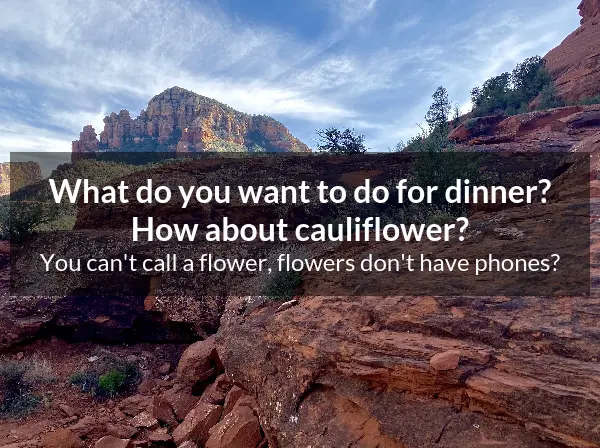 What do you want to do for dinner?
How about cauliflower?
You can't call a flower, flowers don't have phones?